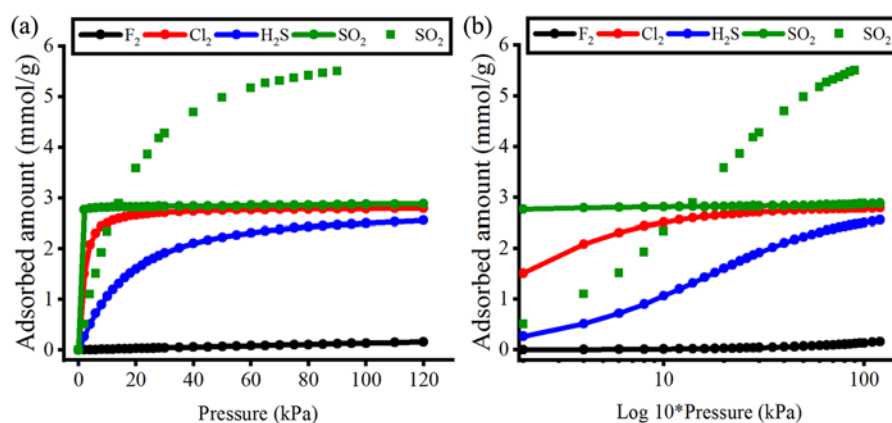 (a)
F2 Cl2 H2S SO2 SO2
Adsorbed amount (mmol/g)
6
5
4
3
2
1
0
0 20 40 60 80 100 120
Pressure (kPa)
(b)
F2 Cl2 H2S SO2 SO2
Adsorbed amount (mmol/g)
6
5
4
3
2
1
0
10 100
Log 10*Pressure (kPa)